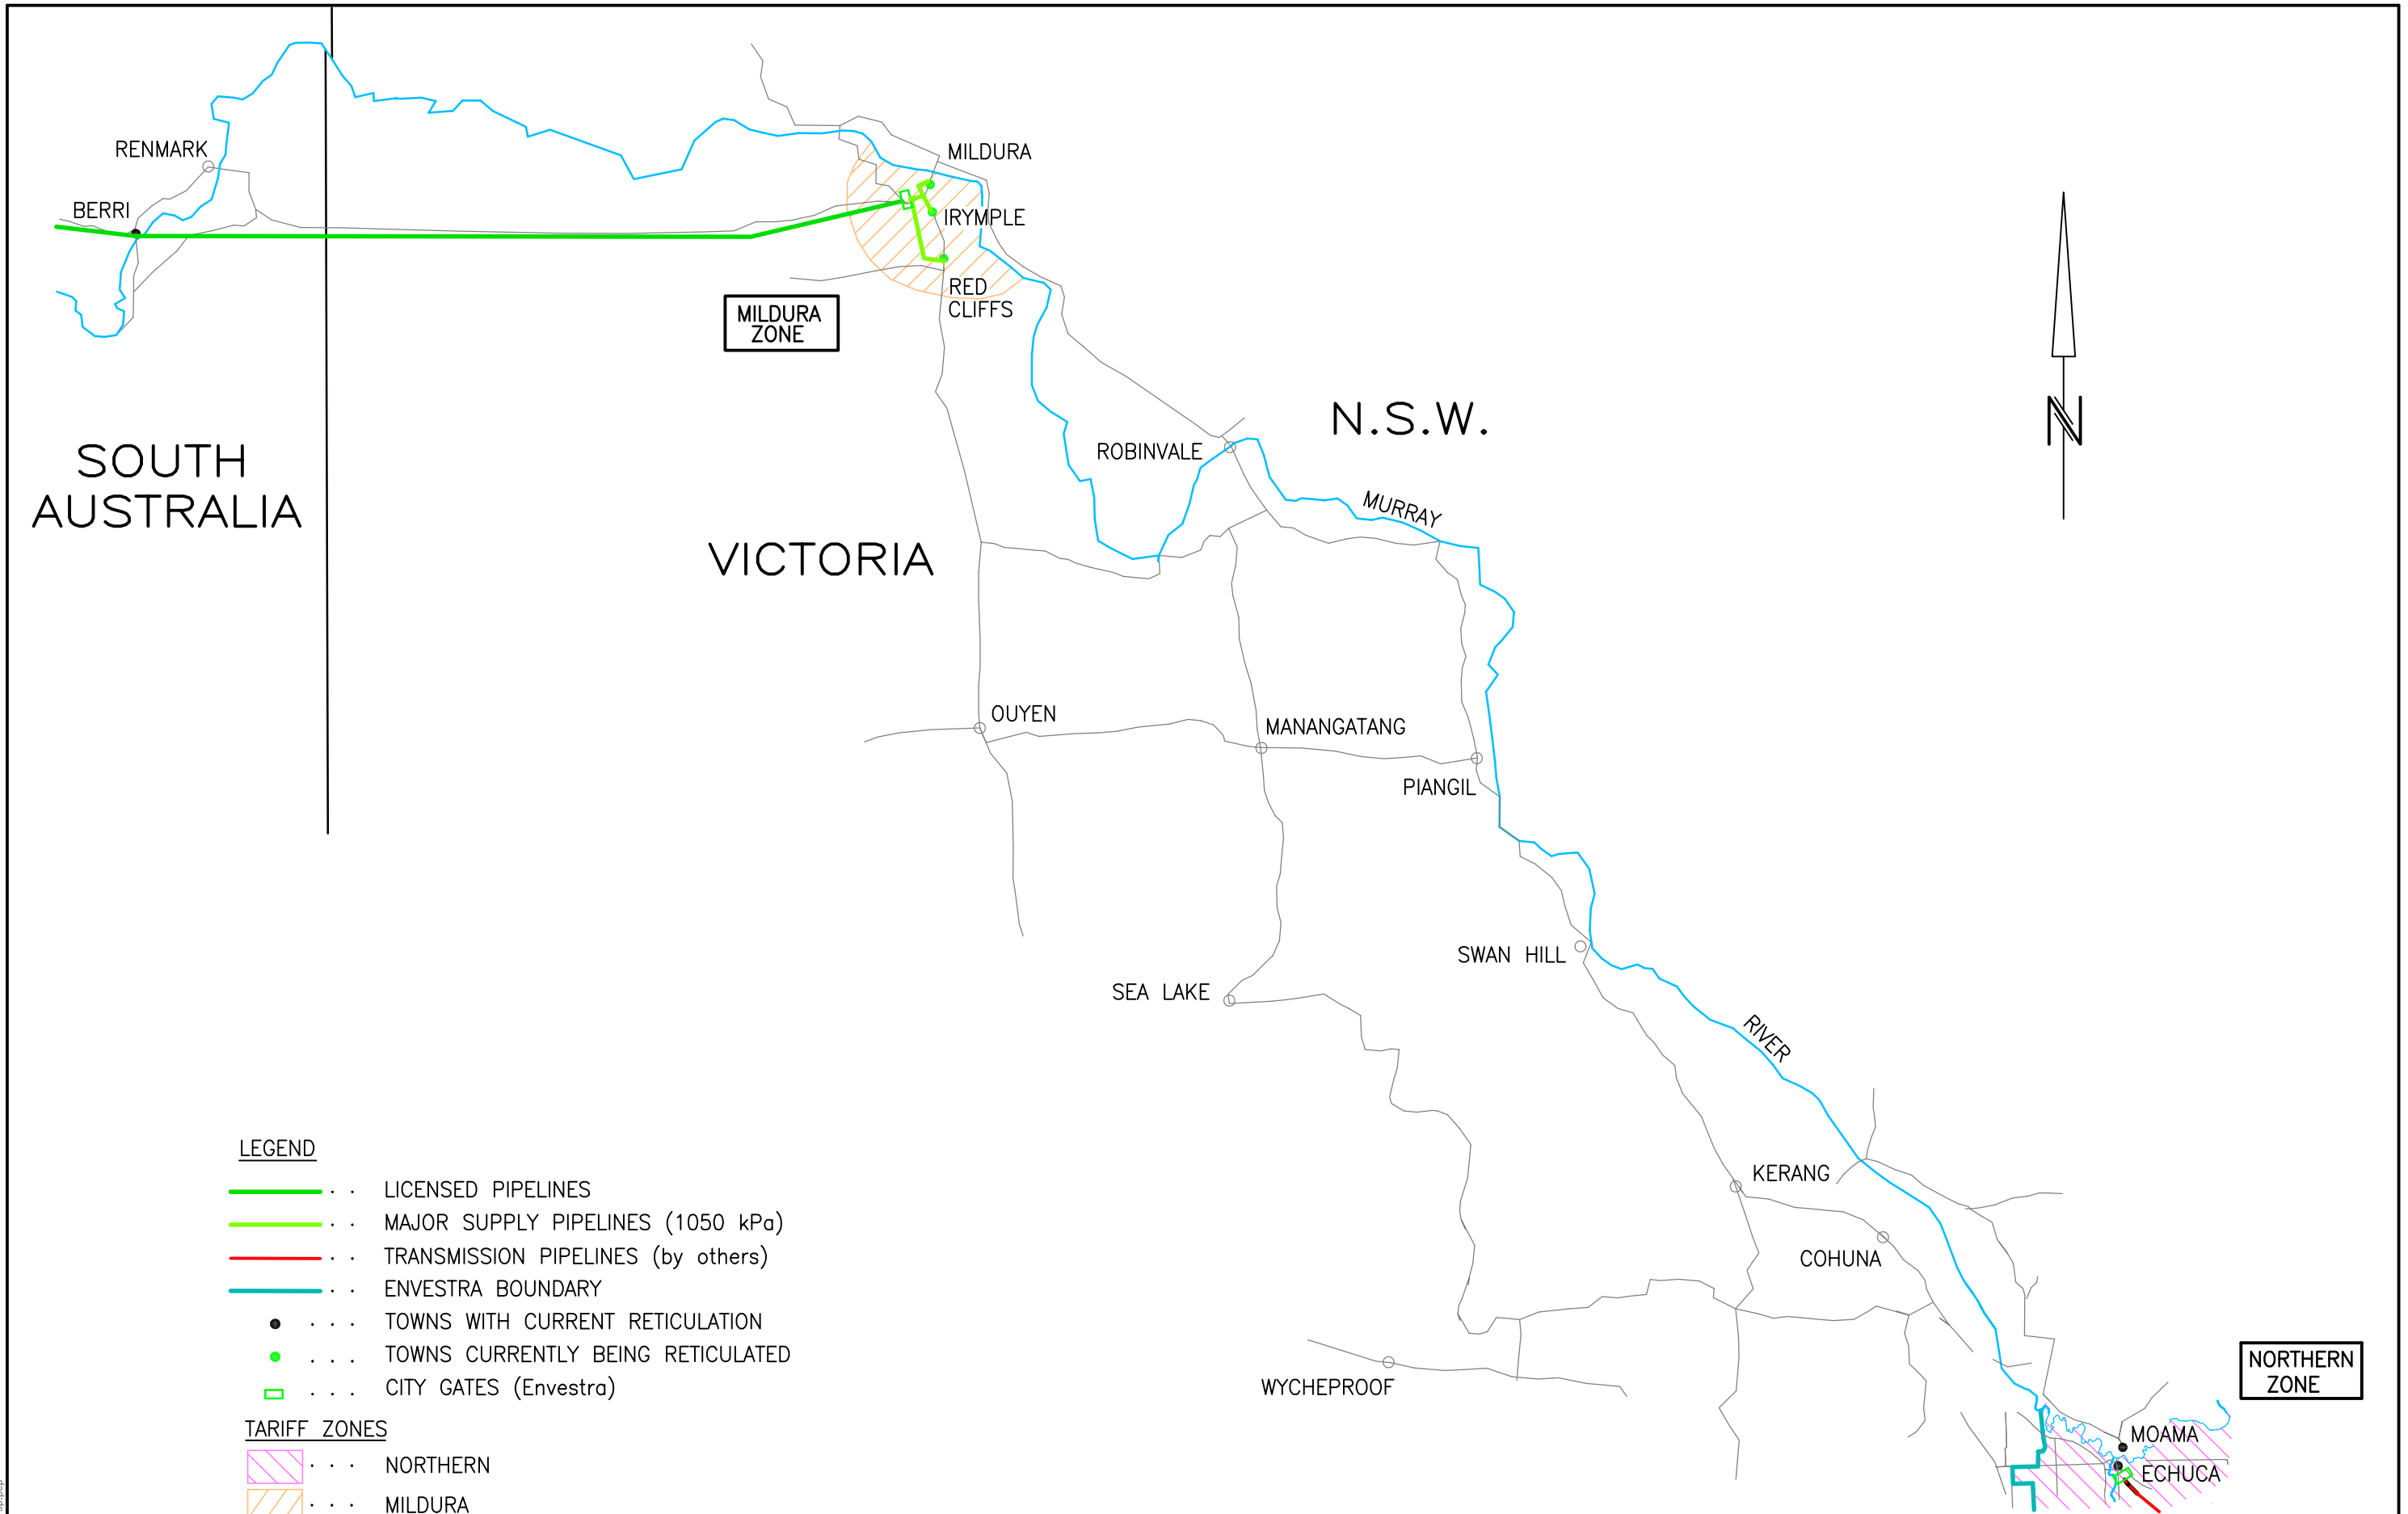 RENMARK
MILDURA
BERRI
IRYMPLE
RED
CLIFFS
MILDURA
ZONE
N.S.W.
ROBINVALE
SOUTH
AUSTRALIA
MURRAY
VICTORIA
N
OUYEN
MANANGATANG
PIANGIL
SWAN HILL
SEA LAKE
RIVER
LEGEND
KERANG
LICENSED PIPELINES
MAJOR SUPPLY PIPELINES (1050 kPa)
TRANSMISSION PIPELINES (by others)
COHUNA
ENVESTRA BOUNDARY
TOWNS WITH CURRENT RETICULATION
TOWNS CURRENTLY BEING RETICULATED
NORTHERN
ZONE
CITY GATES (Envestra)
WYCHEPROOF
TARIFF ZONES
MOAMA
NORTHERN
ECHUCA
MILDURA